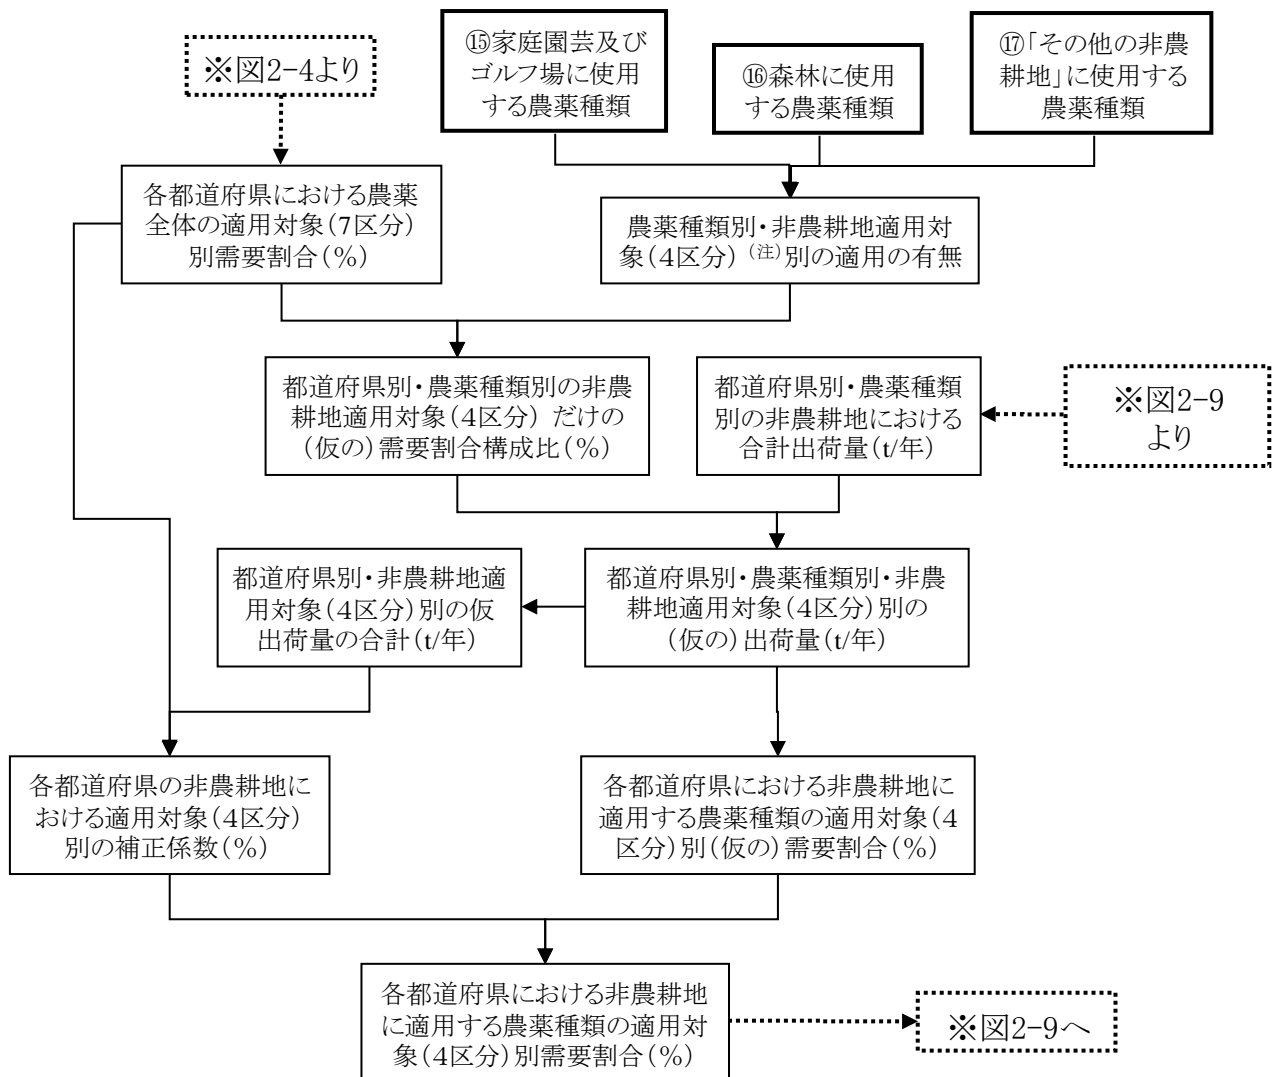 ※図2-4より
⑮家庭園芸及び
ゴルフ場に使用
する農薬種類
⑯森林に使用
する農薬種類
⑰「その他の非農
耕地」に使用する
農薬種類
各都道府県における農薬
全体の適用対象(7区分)
別需要割合(%)
農薬種類別・非農耕地適用対
象(4区分)(注)別の適用の有無
都道府県別・農薬種類別の非農
耕地適用対象(4区分)だけの
(仮の)需要割合構成比(%)
都道府県別・農薬種類
別の非農耕地における
合計出荷量(t/年)
※図2-9
より
都道府県別・非農耕地適
用対象(4区分)別の仮
出荷量の合計(t/年)
都道府県別・農薬種類別・非農
耕地適用対象(4区分)別の
(仮の)出荷量(t/年)
各都道府県の非農耕地に
おける適用対象(4区分)
別の補正係数(%)
各都道府県における非農耕地に
適用する農薬種類の適用対象(4
区分)別(仮の)需要割合(%)
各都道府県における非農耕地
に適用する農薬種類の適用対
象(4区分)別需要割合(%)
※図2-9へ